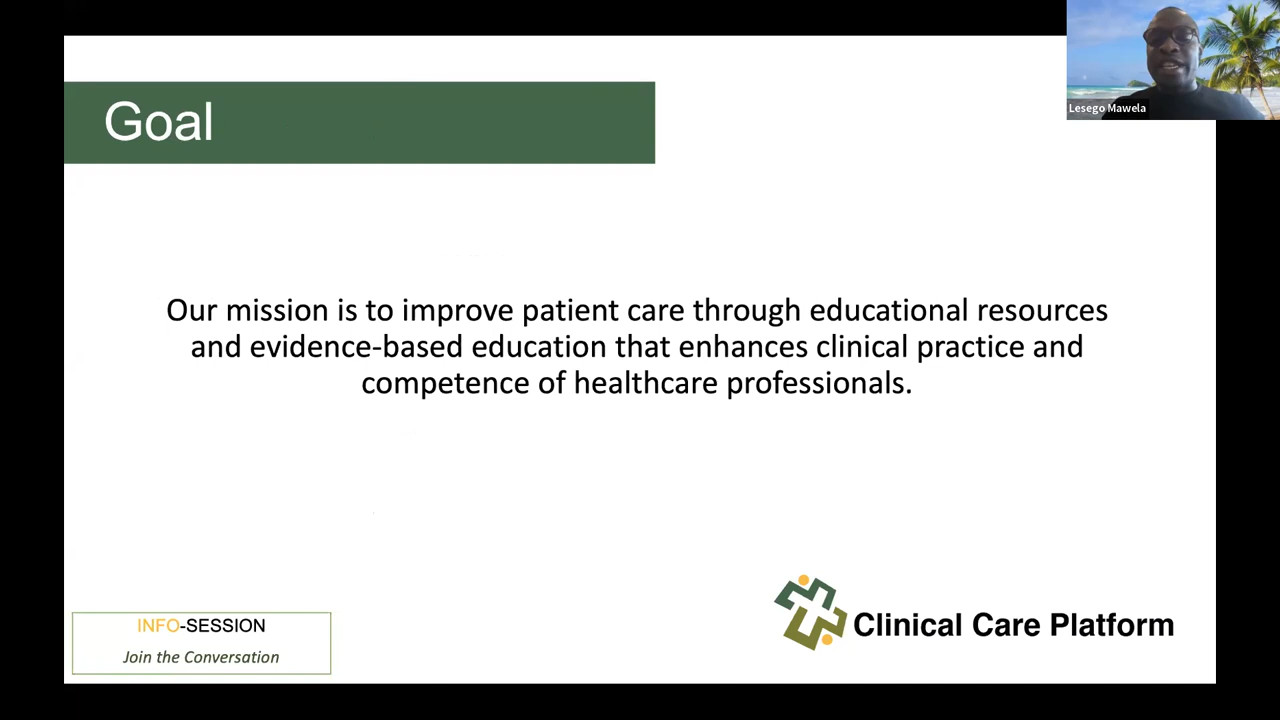 Goal
Lesego Mawela
Our mission is to improve patient care through educational resources
and evidence-based education that enhances clinical practice and
competence of healthcare professionals.
INFO-SESSION
Join the Conversation
Clinical Care Platform